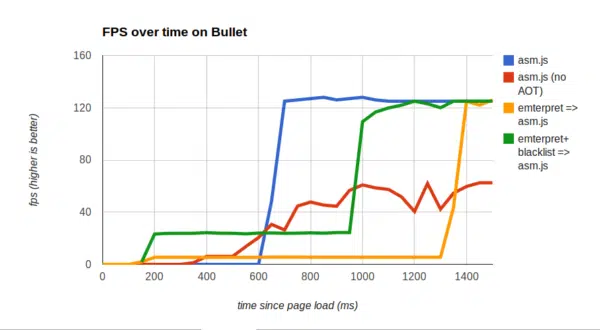 FPS over time on Bullet
160
120
80
40
0
fps (higher is better)
0 200 400 600 800 1000 1200 1400
time since page load (ms)
asm.js
asm.js (no
AOT)
emterpret =>
asm.js
emterpret+
blacklist =>
asm.js